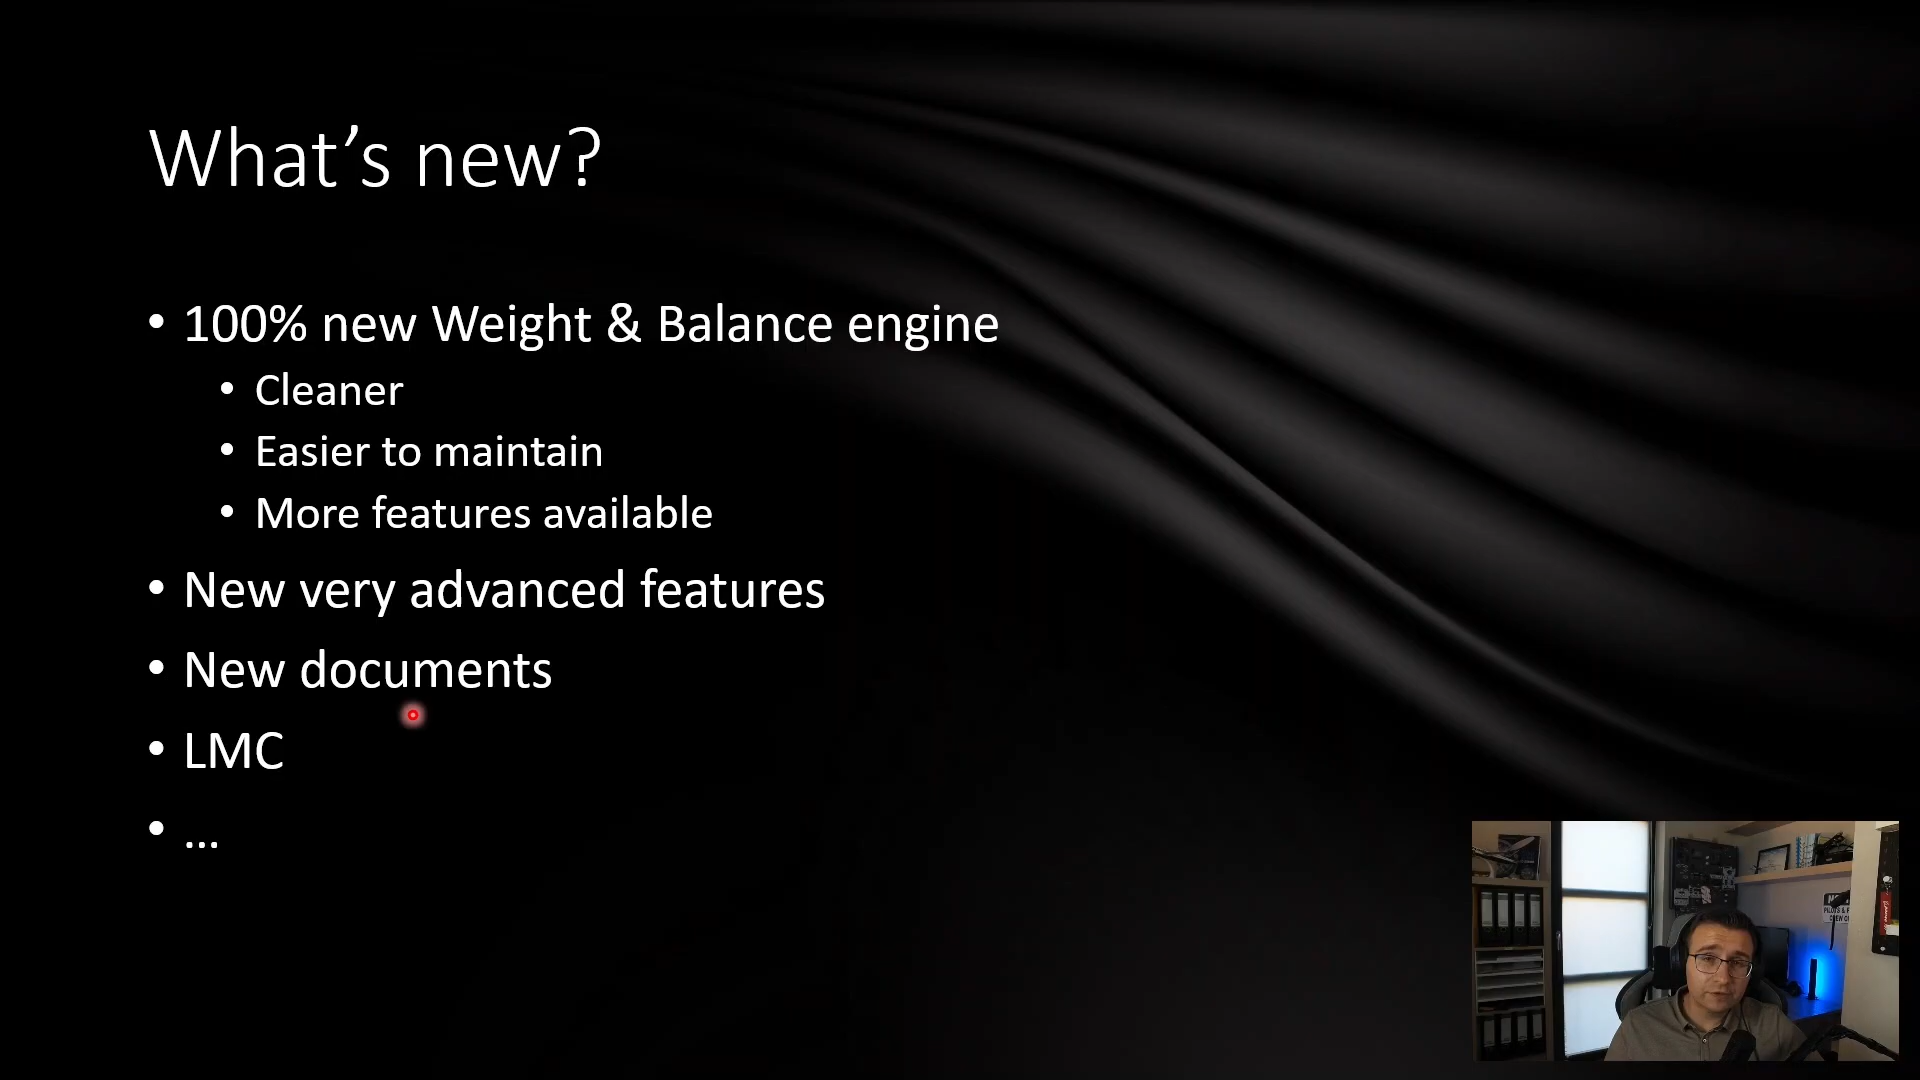 What's new?
• 100% new Weight & Balance engine
• Cleaner
• Easier to maintain
• More features available
• New very advanced features
• New documents
• LMC
• ...